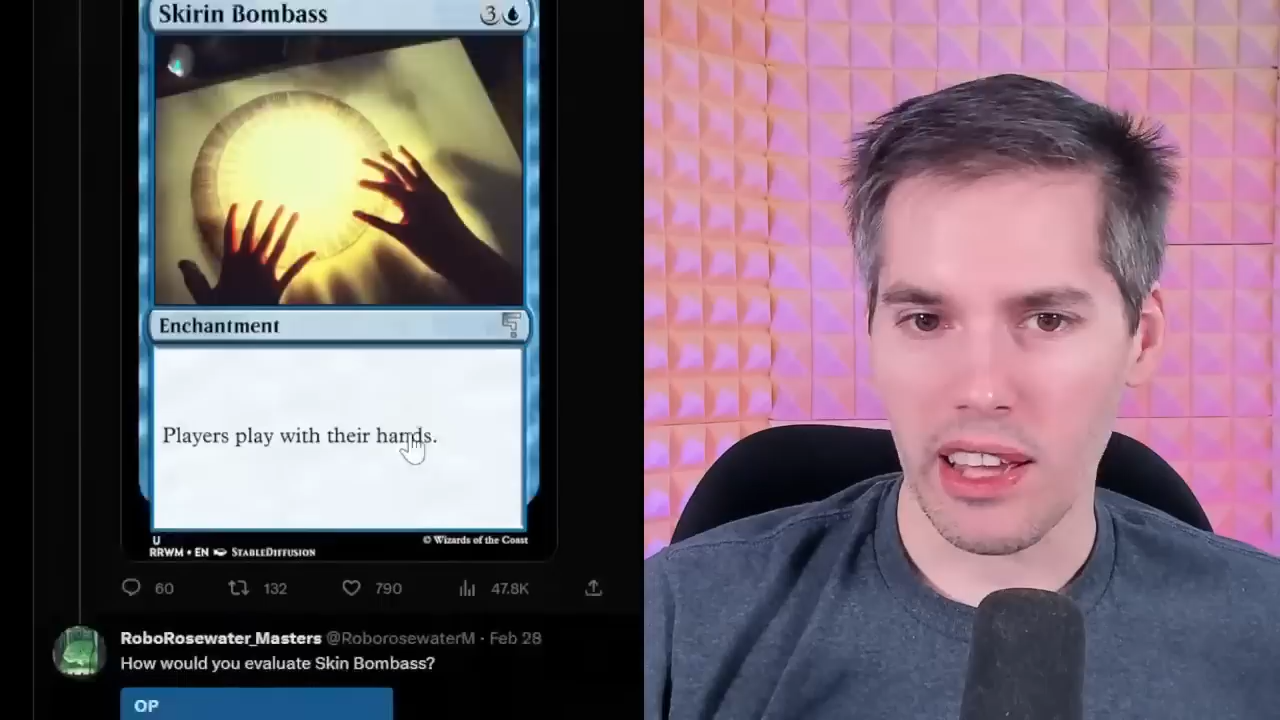 Skirin Bombass 3
Enchantment
Players play with their hands.
U
RRWM • EN StableDiffusion
© Wizards of the Coast
60 132 790 47.8K
RoboRosewater_Masters @RoborosewaterM · Feb 28
How would you evaluate Skin Bombass?
OP